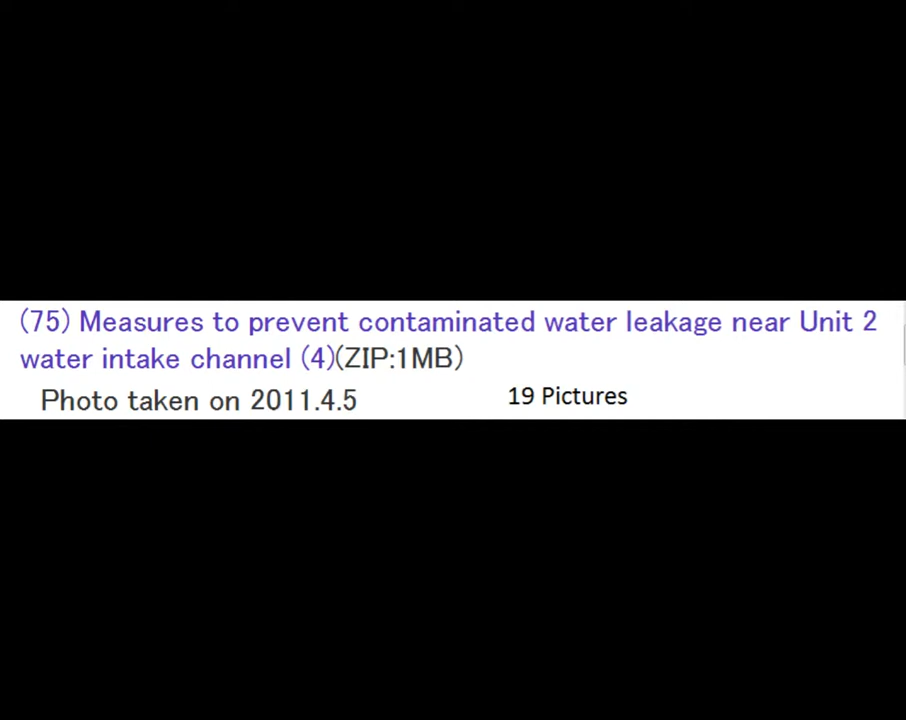 (75) Measures to prevent contaminated water leakage near Unit 2
water intake channel (4)(ZIP:1MB)
Photo taken on 2011.4.5 19 Pictures